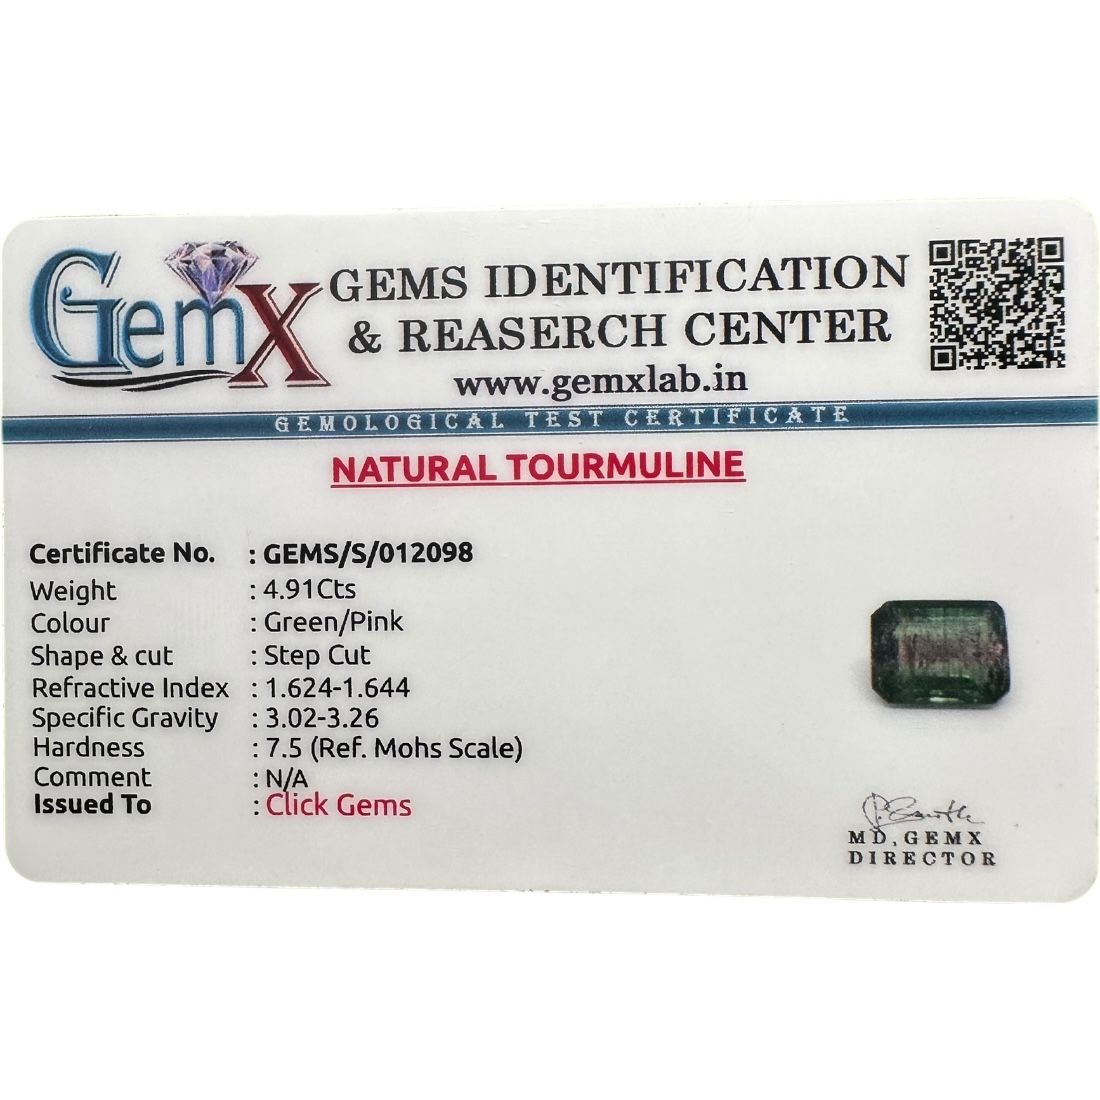 GemX
GEMS IDENTIFICATION
& REASERCH CENTER
www.gemxlab.in
GEMOLOGICAL TEST CERTIFICATE
NATURAL TOURMULINE
Certificate No. : GEMS/S/012098
Weight : 4.91Cts
Colour : Green/Pink
Shape & cut : Step Cut
Refractive Index : 1.624-1.644
Specific Gravity : 3.02-3.26
Hardness : 7.5 (Ref. Mohs Scale)
Comment : N/A
Issued To : Click Gems
MD, GEMX
DIRECTOR